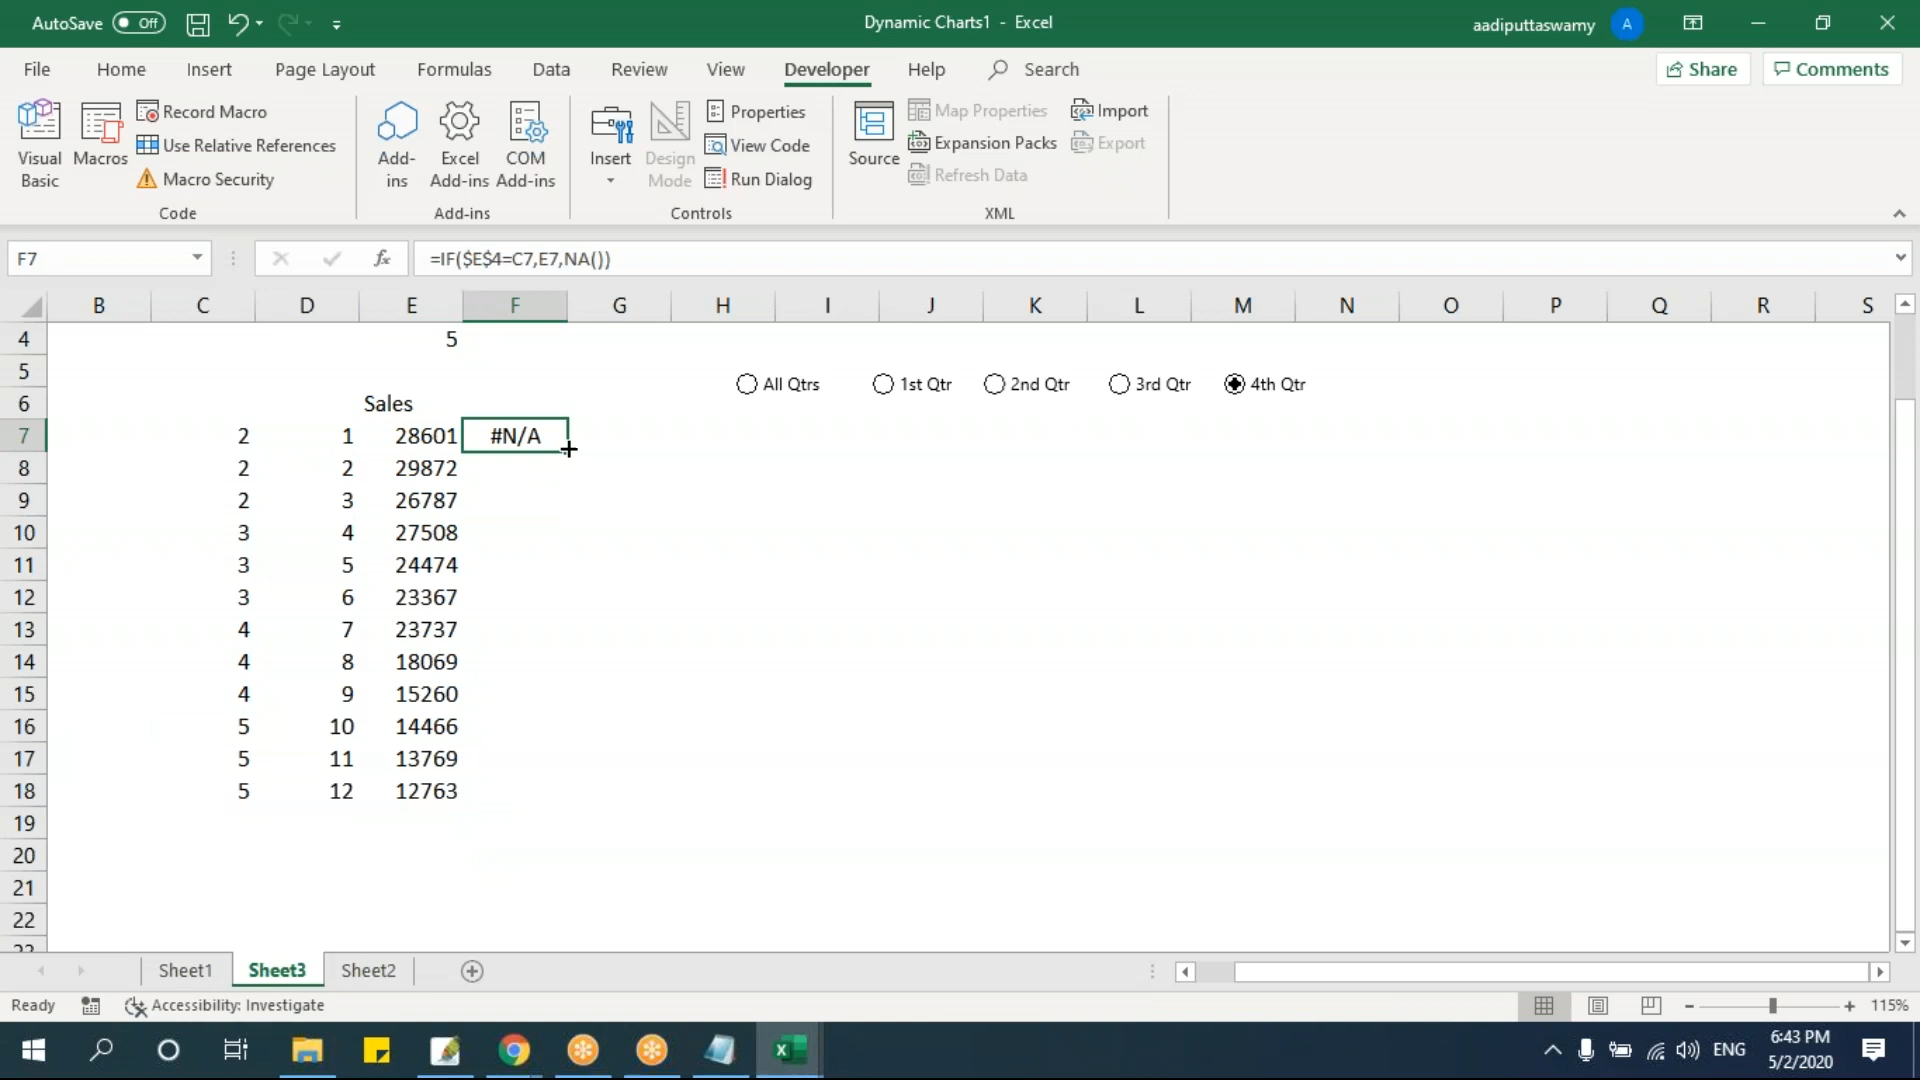 AutoSave Off Dynamic Charts1 - Excel aadiputtaswamy A
File Home Insert Page Layout Formulas Data Review View Developer Help Search Share Comments
Visual Basic
Macros
Record Macro
Use Relative References
Macro Security
Code
Add-ins
Excel Add-ins
COM Add-ins
Add-ins
Insert
Design Mode
Properties
View Code
Run Dialog
Controls
Source
Map Properties
Expansion Packs
Refresh Data
Import
Export
XML
F7 fx =IF($E$4=C7,E7,NA())
B C D E F G H I J K L M N O P Q R S
4 5
5 All Qtrs 1st Qtr 2nd Qtr 3rd Qtr 4th Qtr
6 Sales
7 2 1 28601 #N/A
8 2 2 29872
9 2 3 26787
10 3 4 27508
11 3 5 24474
12 3 6 23367
13 4 7 23737
14 4 8 18069
15 4 9 15260
16 5 10 14466
17 5 11 13769
18 5 12 12763
19
20
21
22
23
Sheet1 Sheet3 Sheet2
Ready Accessibility: Investigate 115%
ENG 6:43 PM
5/2/2020